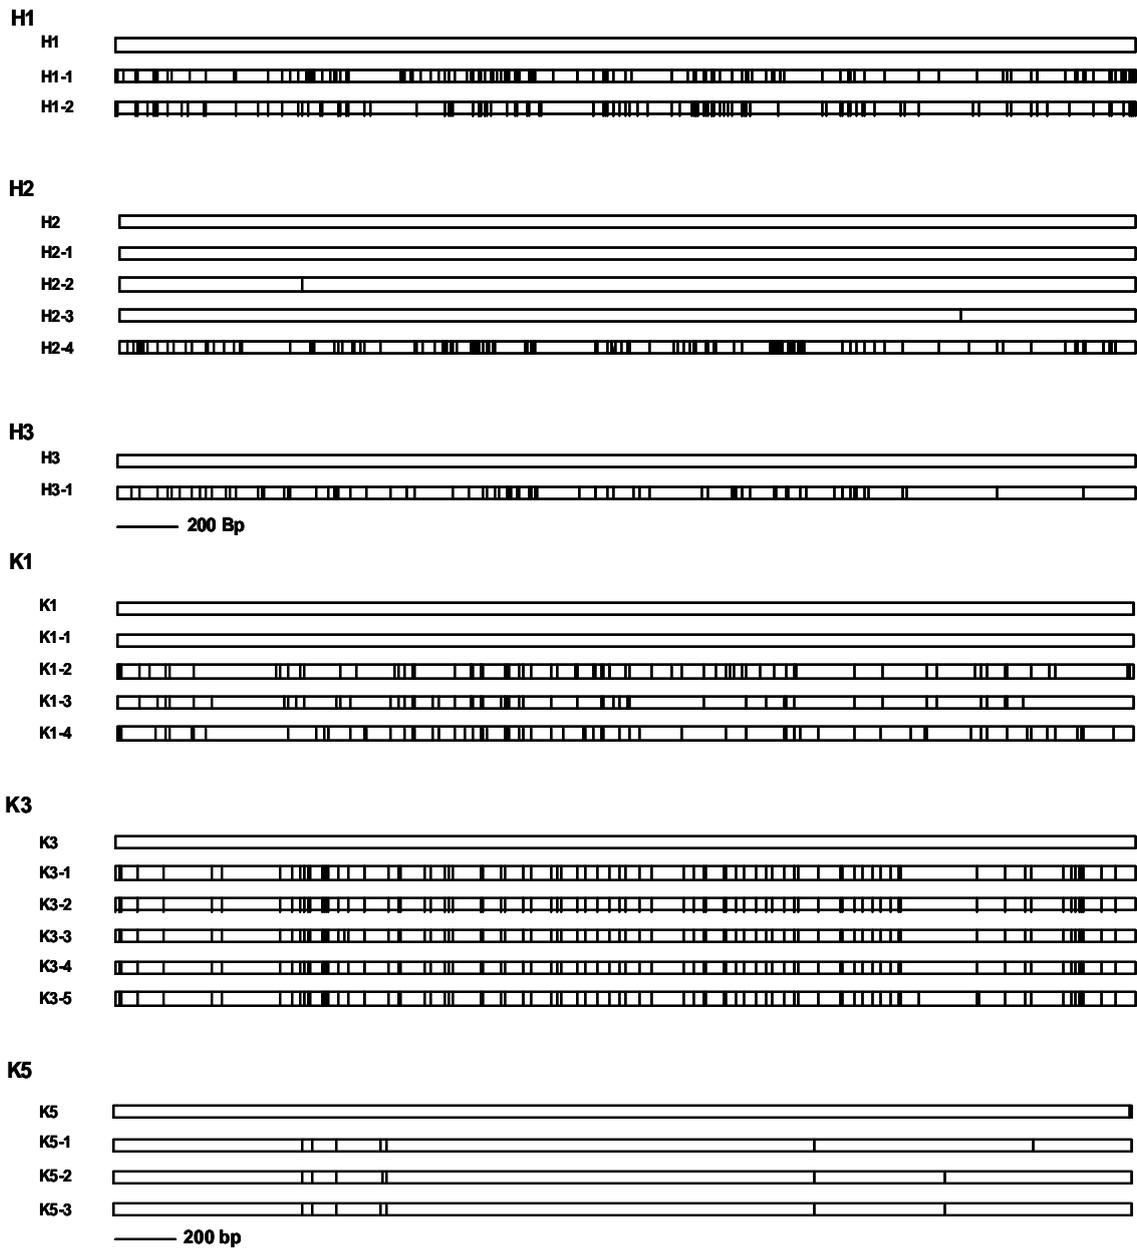 H1
H1
H1-1
H1-2
H2
H2
H2-1
H2-2
H2-3
H2-4
H3
H3
H3-1
200 Bp
K1
K1
K1-1
K1-2
K1-3
K1-4
K3
K3
K3-1
K3-2
K3-3
K3-4
K3-5
K5
K5
K5-1
K5-2
K5-3
200 bp